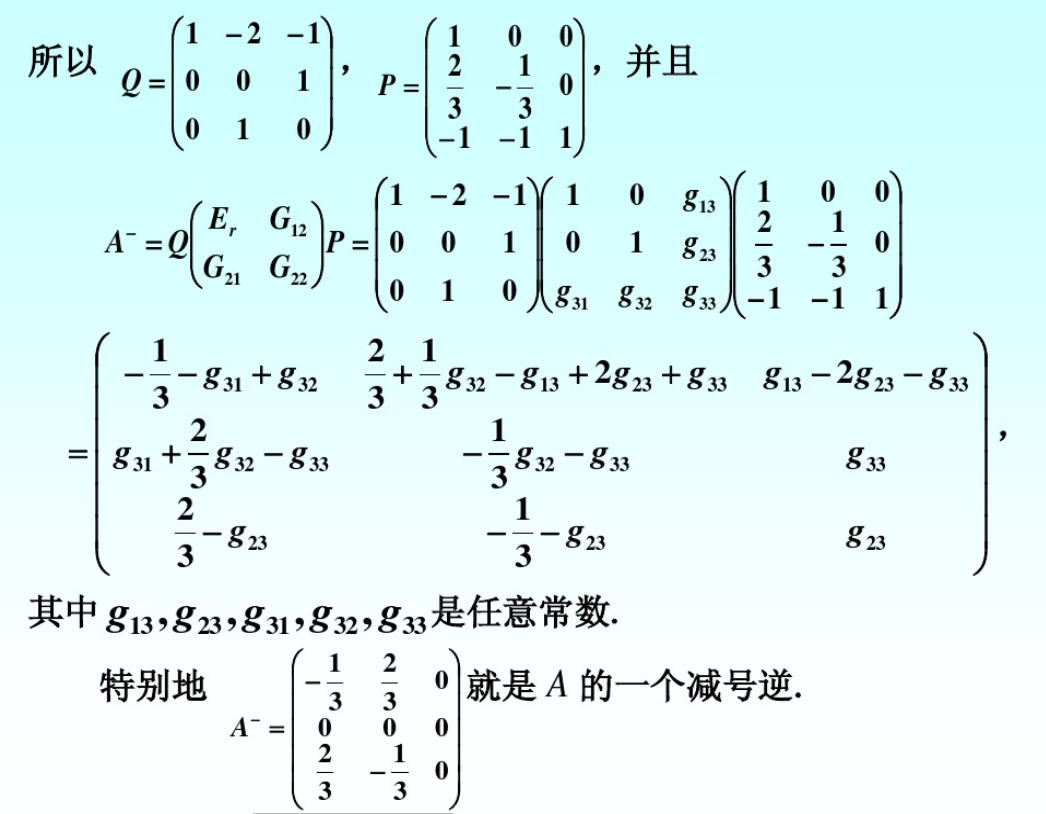 所以 Q = \begin{pmatrix} 1 & -2 & -1 \\ 0 & 0 & 1 \\ 0 & 1 & 0 \end{pmatrix}, P = \begin{pmatrix} 1 & 0 & 0 \\ \frac{2}{3} & -\frac{1}{3} & 0 \\ -1 & -1 & 1 \end{pmatrix}, 并且
A^- = Q \begin{pmatrix} E_r & G_{12} \\ G_{21} & G_{22} \end{pmatrix} P = \begin{pmatrix} 1 & -2 & -1 \\ 0 & 0 & 1 \\ 0 & 1 & 0 \end{pmatrix} \begin{pmatrix} 1 & 0 & g_{13} \\ 0 & 1 & g_{23} \\ g_{31} & g_{32} & g_{33} \end{pmatrix} \begin{pmatrix} 1 & 0 & 0 \\ \frac{2}{3} & -\frac{1}{3} & 0 \\ -1 & -1 & 1 \end{pmatrix}
= \begin{pmatrix} -\frac{1}{3} - g_{31} + g_{32} & \frac{2}{3} + \frac{1}{3} g_{32} - g_{13} + 2g_{23} + g_{33} & g_{13} - 2g_{23} - g_{33} \\ g_{31} + \frac{2}{3} g_{32} - g_{33} & -\frac{1}{3} g_{32} - g_{33} & g_{33} \\ \frac{2}{3} - g_{23} & -\frac{1}{3} - g_{23} & g_{23} \end{pmatrix},
其中 g_{13}, g_{23}, g_{31}, g_{32}, g_{33} 是任意常数.
特别地 A^- = \begin{pmatrix} -\frac{1}{3} & \frac{2}{3} & 0 \\ 0 & 0 & 0 \\ \frac{2}{3} & -\frac{1}{3} & 0 \end{pmatrix} 就是 A 的一个减号逆.